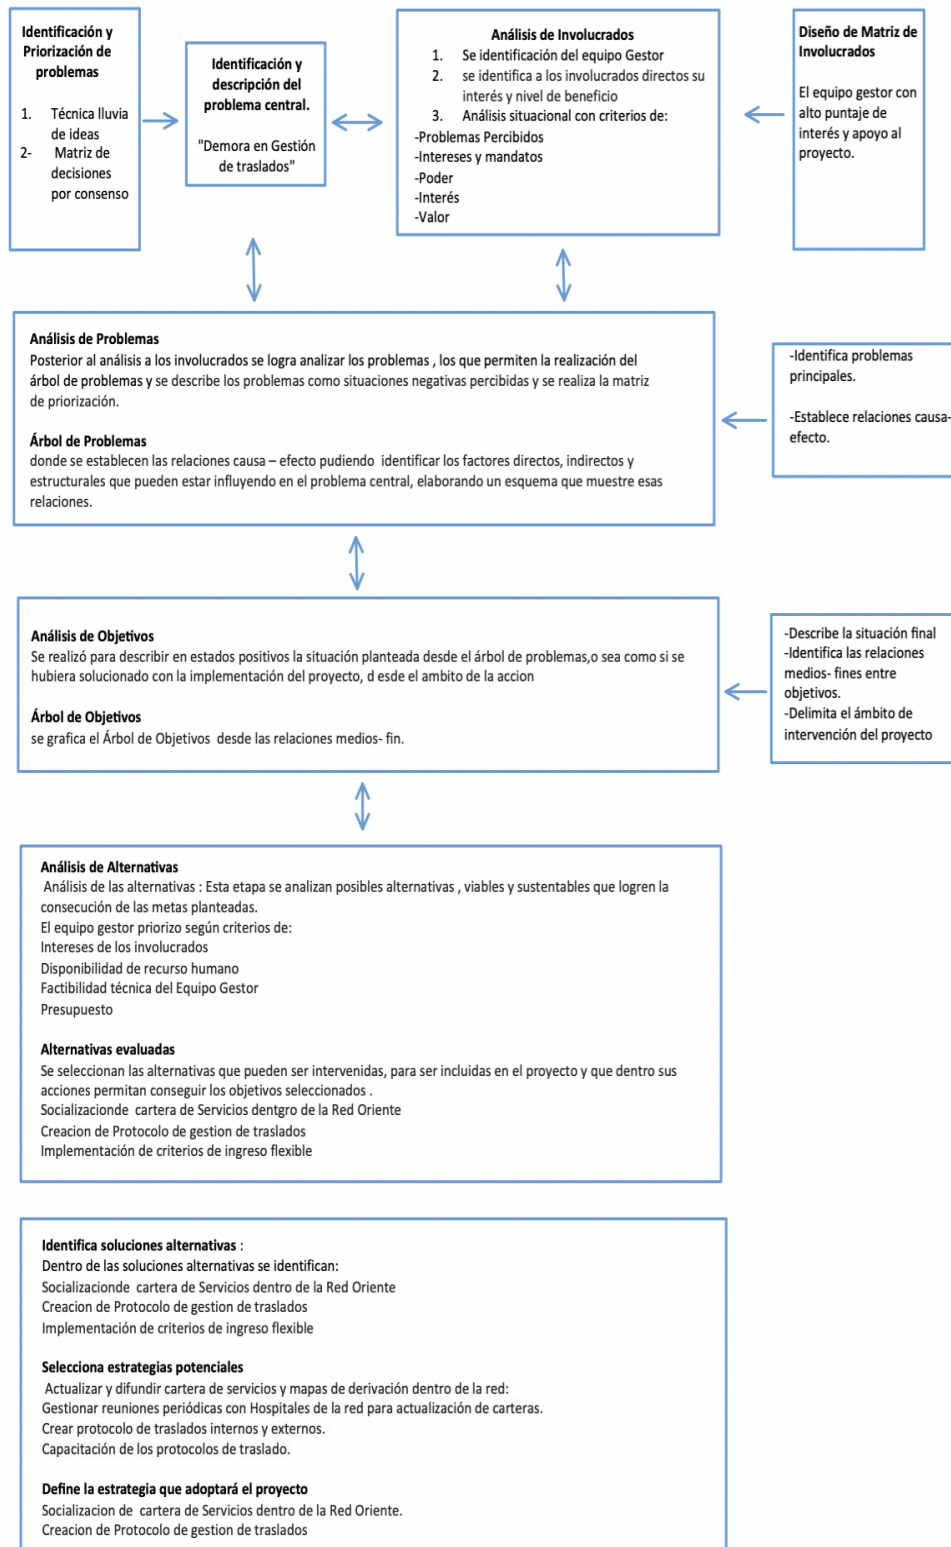 Identificación y
Priorización de
problemas
1. Técnica lluvia
de ideas
2- Matriz de
decisiones
por consenso
Identificación y
descripción del
problema central.
"Demora en Gestión
de traslados"
Análisis de Involucrados
1. Se identificación del equipo Gestor
2. se identifica a los involucrados directos su
interés y nivel de beneficio
3. Análisis situacional con criterios de:
-Problemas Percibidos
-Intereses y mandatos
-Poder
-Interés
-Valor
Diseño de Matriz de
Involucrados
El equipo gestor con
alto puntaje de
interés y apoyo al
proyecto.
Análisis de Problemas
Posterior al análisis a los involucrados se logra analizar los problemas , los que permiten la realización del
árbol de problemas y se describe los problemas como situaciones negativas percibidas y se realiza la matriz
de priorización.
Árbol de Problemas
donde se establecen las relaciones causa – efecto pudiendo identificar los factores directos, indirectos y
estructurales que pueden estar influyendo en el problema central, elaborando un esquema que muestre esas
relaciones.
-Identifica problemas
principales.
-Establece relaciones causa-
efecto.
Análisis de Objetivos
Se realizó para describir en estados positivos la situación planteada desde el árbol de problemas,o sea como si se
hubiera solucionado con la implementación del proyecto, d esde el ambito de la accion
Árbol de Objetivos
se grafica el Árbol de Objetivos desde las relaciones medios- fin.
-Describe la situación final
-Identifica las relaciones
medios- fines entre
objetivos.
-Delimita el ámbito de
intervención del proyecto
Análisis de Alternativas
Análisis de las alternativas : Esta etapa se analizan posibles alternativas , viables y sustentables que logren la
consecución de las metas planteadas.
El equipo gestor priorizo según criterios de:
Intereses de los involucrados
Disponibilidad de recurso humano
Factibilidad técnica del Equipo Gestor
Presupuesto
Alternativas evaluadas
Se seleccionan las alternativas que pueden ser intervenidas, para ser incluidas en el proyecto y que dentro sus
acciones permitan conseguir los objetivos seleccionados .
Socializacionde cartera de Servicios dentgro de la Red Oriente
Creacion de Protocolo de gestion de traslados
Implementación de criterios de ingreso flexible
Identifica soluciones alternativas :
Dentro de las soluciones alternativas se identifican:
Socializacionde cartera de Servicios dentro de la Red Oriente
Creacion de Protocolo de gestion de traslados
Implementación de criterios de ingreso flexible
Selecciona estrategias potenciales
Actualizar y difundir cartera de servicios y mapas de derivación dentro de la red:
Gestionar reuniones periódicas con Hospitales de la red para actualización de carteras.
Crear protocolo de traslados internos y externos.
Capacitación de los protocolos de traslado.
Define la estrategia que adoptará el proyecto
Socializacion de cartera de Servicios dentro de la Red Oriente.
Creacion de Protocolo de gestion de traslados